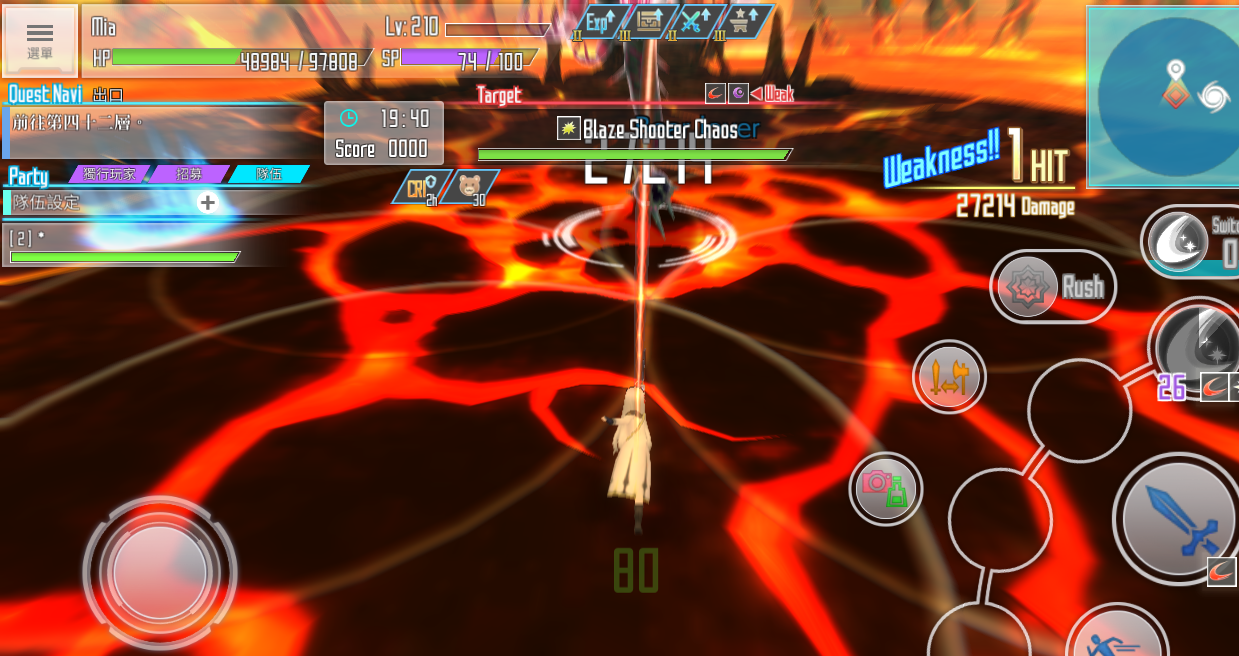 選單
Mia
Lv:210
HP
48984 / 97808
SP
74 / 100
Exp
II
III
II
III
Quest Navi 出口
前往第四十二層。
19:40
Score 0000
Target
Weak
Blaze Shooter Chaos
Weakness!! 1 HIT
27214 Damage
Party
獨行玩家
招募
隊伍
隊伍設定
[2]
CRI
2h
30
Rush
26
80